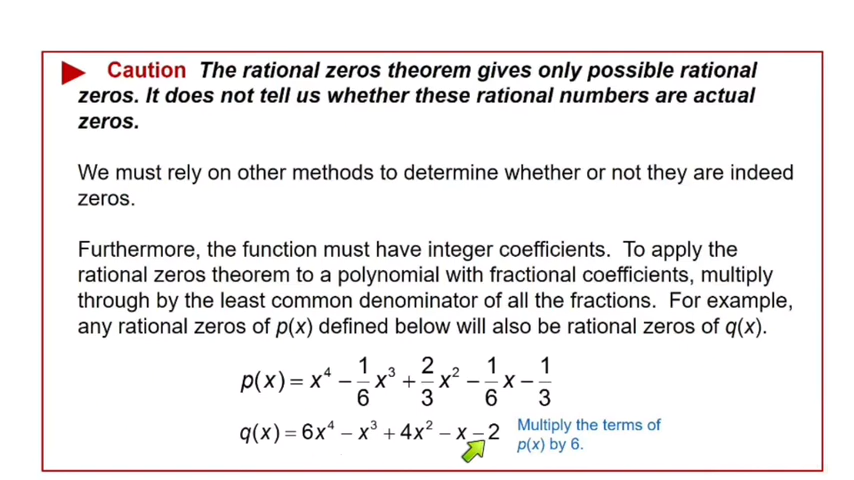 Caution The rational zeros theorem gives only possible rational
zeros. It does not tell us whether these rational numbers are actual
zeros.
We must rely on other methods to determine whether or not they are indeed
zeros.
Furthermore, the function must have integer coefficients. To apply the
rational zeros theorem to a polynomial with fractional coefficients, multiply
through by the least common denominator of all the fractions. For example,
any rational zeros of p(x) defined below will also be rational zeros of q(x).
p(x) = x⁴ − 1/6 x³ + 2/3 x² − 1/6 x − 1/3
q(x) = 6x⁴ − x³ + 4x² − x − 2
Multiply the terms of
p(x) by 6.